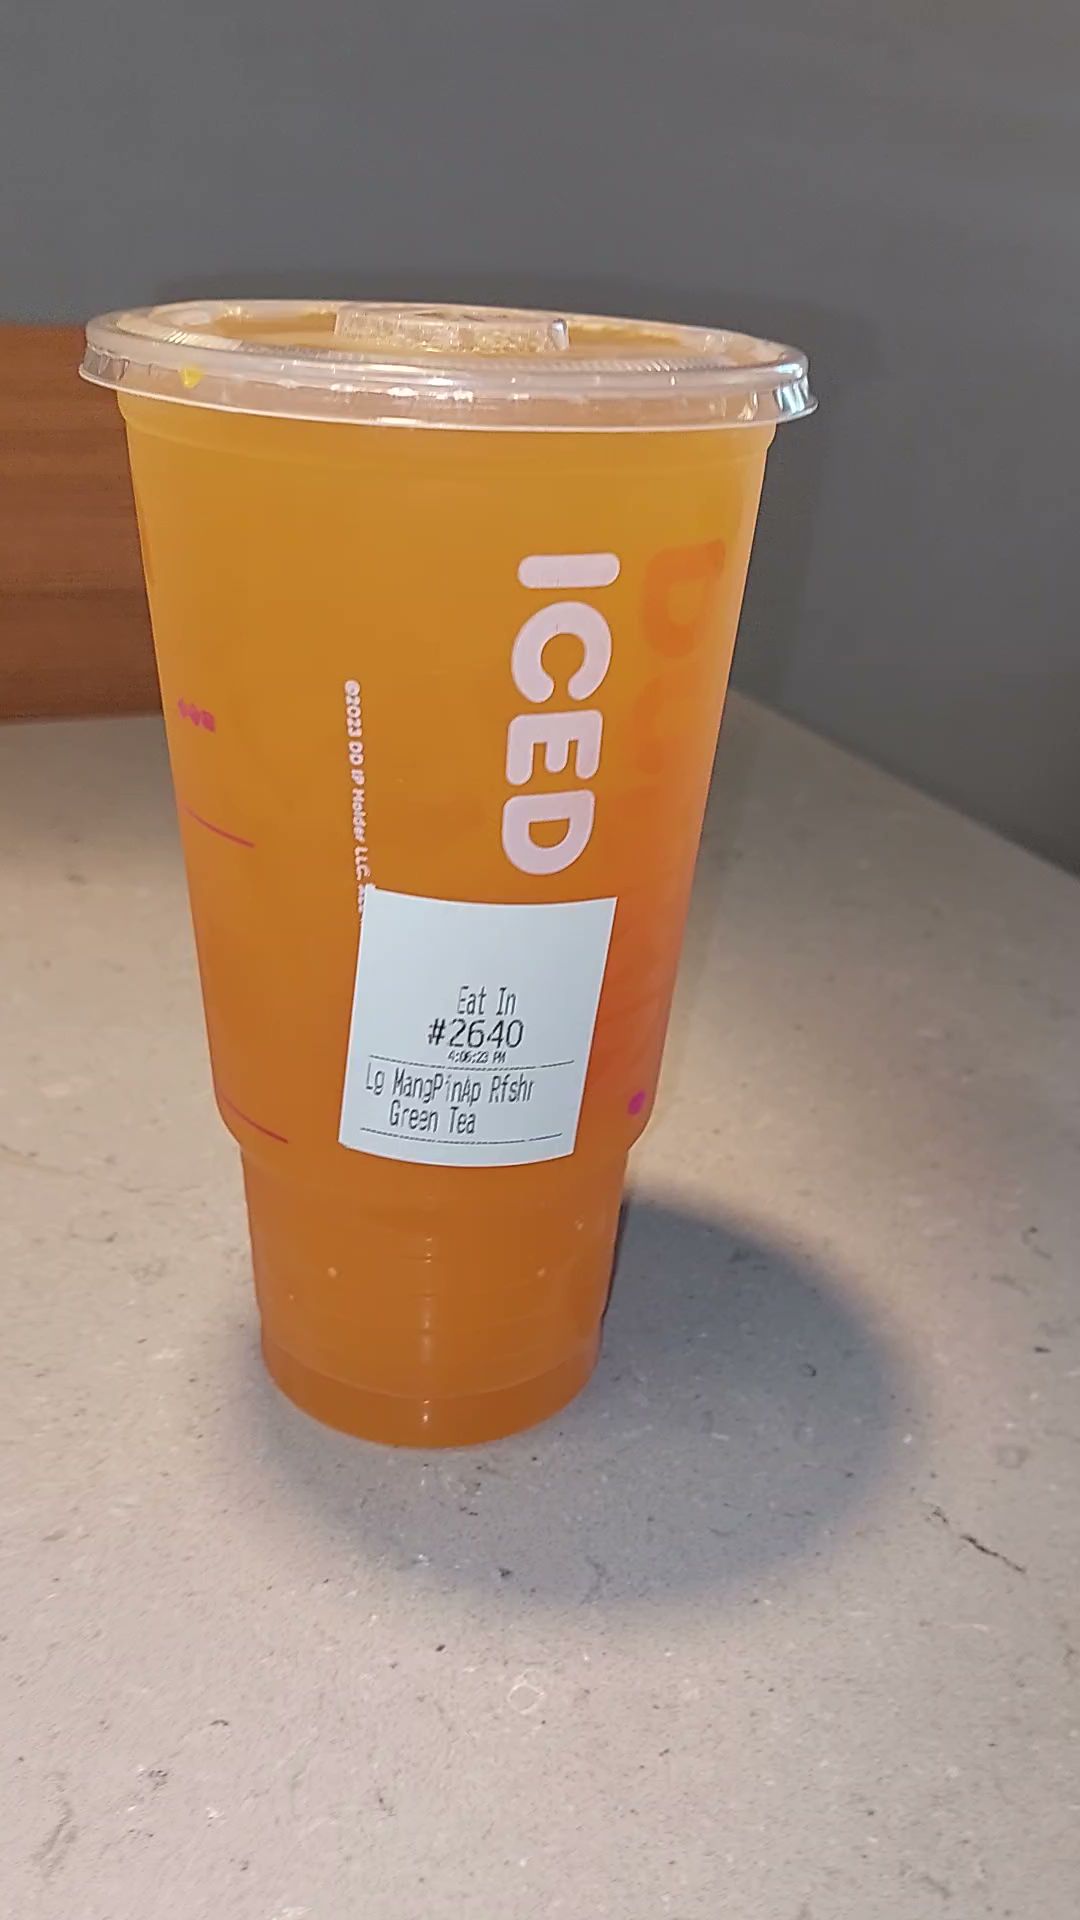 ICED
©2023 DD IP Holder LLC.
Eat In
#2640
4:06:23 PM
Lg MangPinAp Rfshr
Green Tea